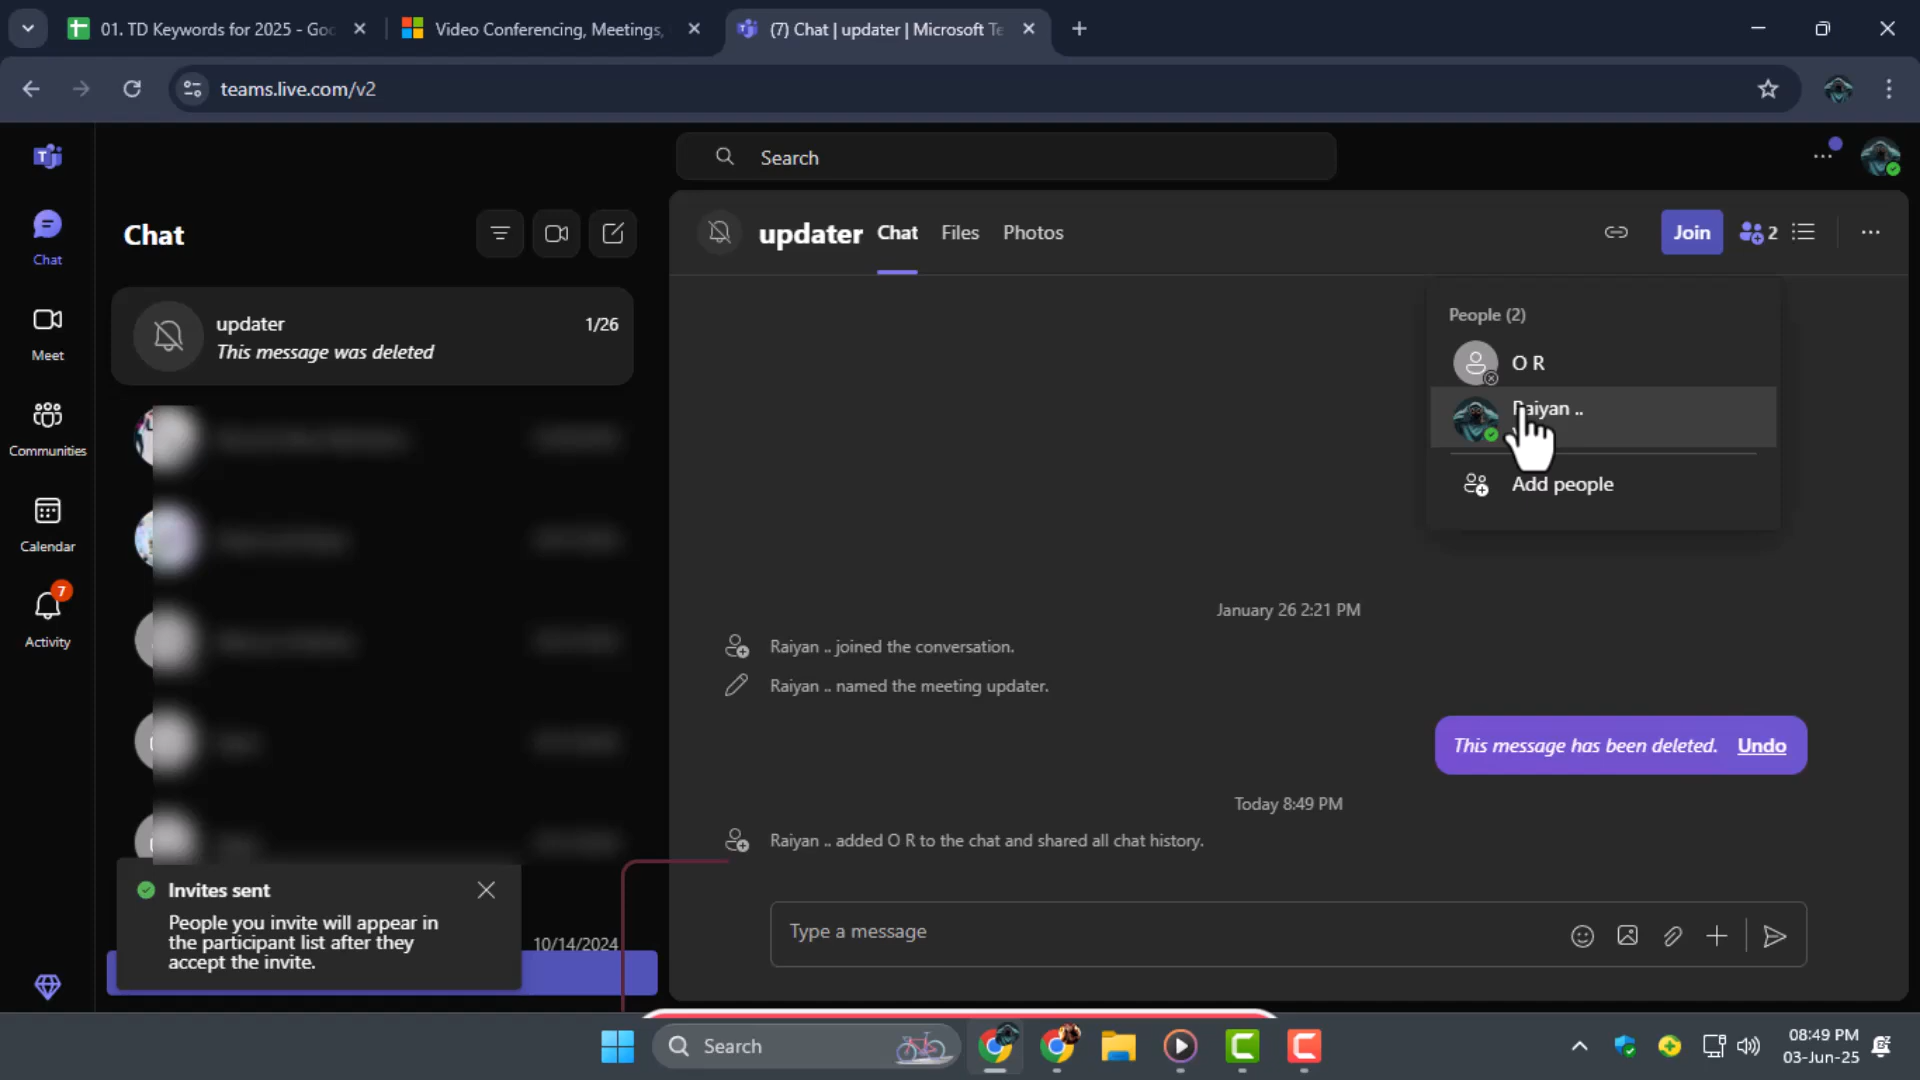 01. TD Keywords for 2025 - Goo
Video Conferencing, Meetings,
(7) Chat | updater | Microsoft Te
teams.live.com/v2
Search
Chat
Meet
Communities
Calendar
7
Activity
Chat
updater
1/26
This message was deleted
10/14/2024
Invites sent
People you invite will appear in
the participant list after they
accept the invite.
updater
Chat
Files
Photos
Join
2
People (2)
O R
Raiyan ..
Add people
January 26 2:21 PM
Raiyan .. joined the conversation.
Raiyan .. named the meeting updater.
This message has been deleted. Undo
Today 8:49 PM
Raiyan .. added O R to the chat and shared all chat history.
Type a message
Search
08:49 PM
03-Jun-25